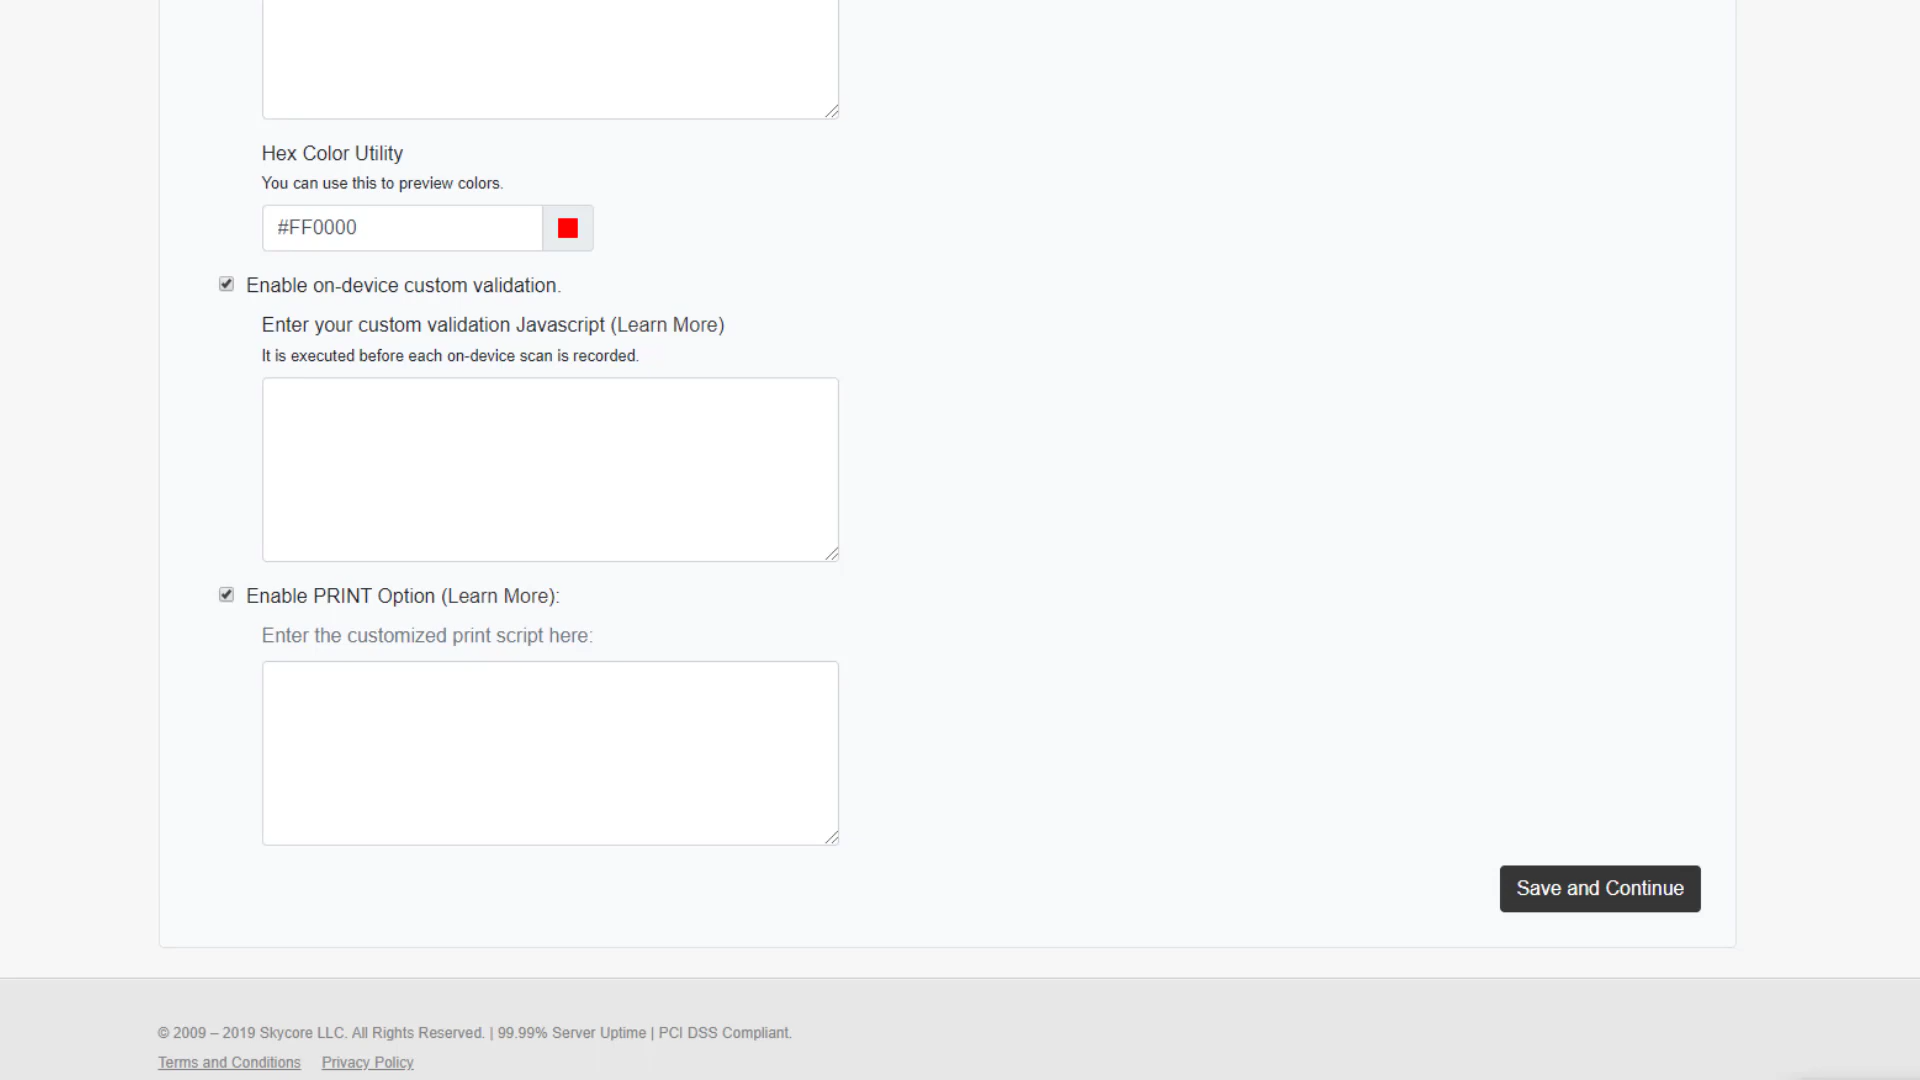 Hex Color Utility
You can use this to preview colors.
#FF0000
Enable on-device custom validation.
Enter your custom validation Javascript (Learn More)
It is executed before each on-device scan is recorded.
Enable PRINT Option (Learn More):
Enter the customized print script here:
Save and Continue
© 2009 – 2019 Skycore LLC. All Rights Reserved. | 99.99% Server Uptime | PCI DSS Compliant.
Terms and Conditions Privacy Policy